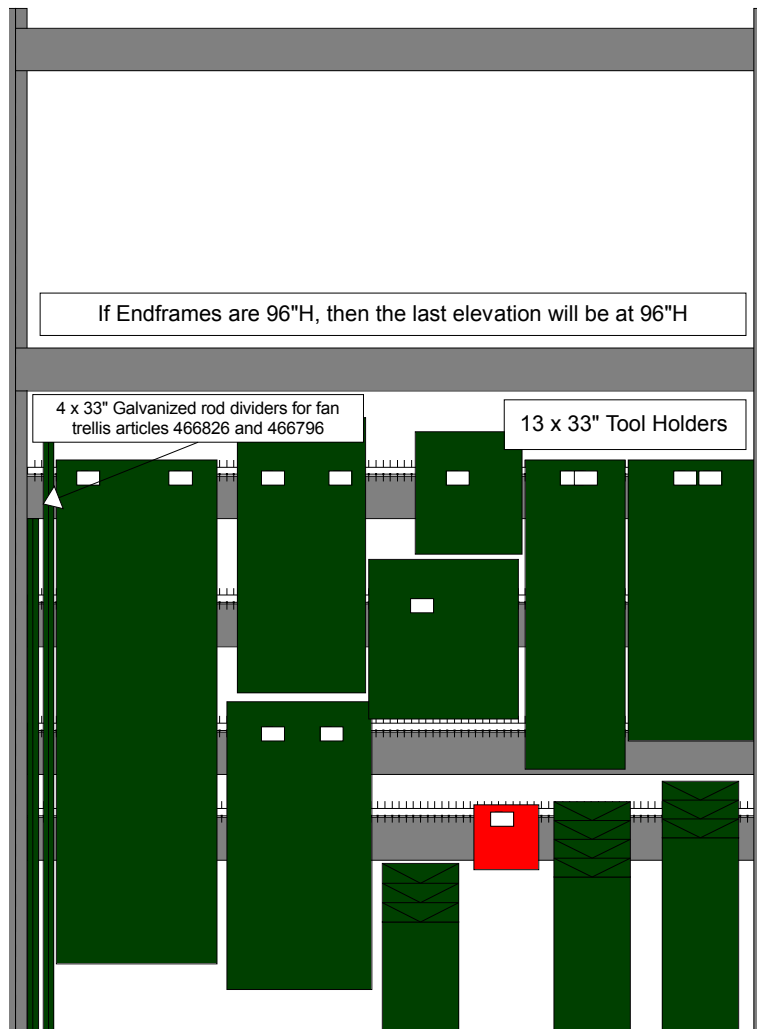 If Endframes are 96"H, then the last elevation will be at 96"H
4 x 33" Galvanized rod dividers for fan
trellis articles 466826 and 466796
13 x 33" Tool Holders